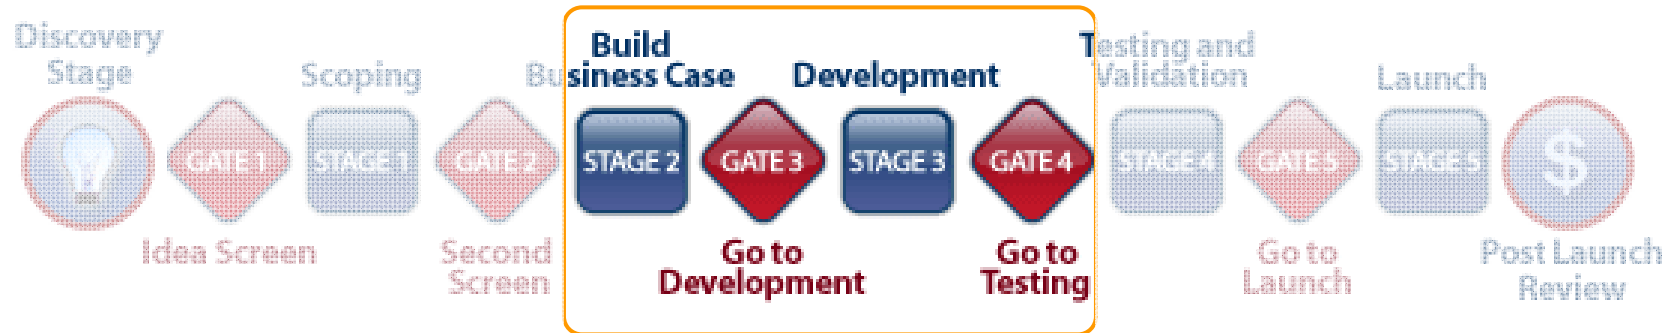 Discovery
Stage
Scoping
Build
Business Case
Development
Testing and
Validation
Launch
GATE 1
STAGE 1
GATE 2
STAGE 2
GATE 3
STAGE 3
GATE 4
STAGE 4
GATE 5
STAGE 5
$
Idea Screen
Second
Screen
Go to
Development
Go to
Testing
Go to
Launch
Post Launch
Review